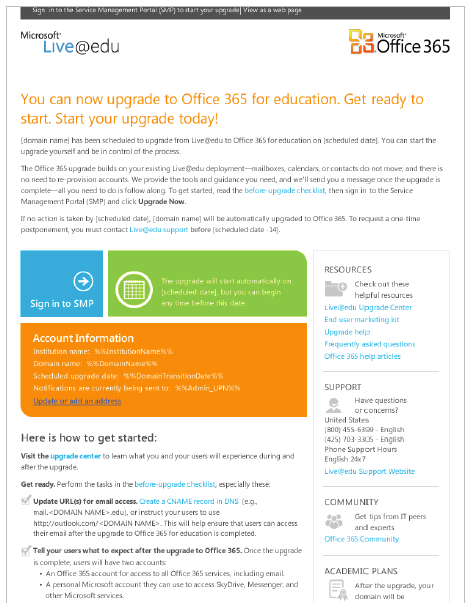 Sign in to the Service Management Portal (SMP) to start your upgrade| View as a web page
Microsoft®
Live@edu
Microsoft®
Office 365
You can now upgrade to Office 365 for education. Get ready to
start. Start your upgrade today!
[domain name] has been scheduled to upgrade from Live@edu to Office 365 for education on [scheduled date]. You can start the
upgrade yourself and be in control of the process.
The Office 365 upgrade builds on your existing Live@edu deployment—mailboxes, calendars, or contacts do not move; and there is
no need to re-provision accounts. We provide the tools and guidance you need, and we'll send you a message once the upgrade is
complete—all you need to do is follow along. To get started, read the before-upgrade checklist, then sign in to the Service
Management Portal (SMP) and click Upgrade Now.
If no action is taken by [scheduled date], [domain name] will be automatically upgraded to Office 365. To request a one-time
postponement, you must contact Live@edu support before [scheduled date -14].
Sign in to SMP
The upgrade will start automatically on
[scheduled date], but you can begin
any time before this date.
Account Information
Institution name: %%InstitutionName%%
Domain name: %%DomainName%%
Scheduled upgrade date: %%DomainTransitionDate%%
Notifications are currently being sent to: %%Admin_UPN%%
Update or add an address
Here is how to get started:
Visit the upgrade center to learn what you and your users will experience during and
after the upgrade.
Get ready. Perform the tasks in the before-upgrade checklist, especially these:
Update URL(s) for email access. Create a CNAME record in DNS (e.g.,
mail.<DOMAIN NAME>.edu), or instruct your users to use
http://outlook.com/<DOMAIN NAME>. This will help ensure that users can access
their email after the upgrade to Office 365 for education is completed.
Tell your users what to expect after the upgrade to Office 365. Once the upgrade
is complete, users will have two accounts:
• An Office 365 account for access to all Office 365 services, including email.
• A personal Microsoft account they can use to access SkyDrive, Messenger, and
other Microsoft services.
RESOURCES
Check out these
helpful resources
Live@edu Upgrade Center
End user marketing kit
Upgrade help
Frequently asked questions
Office 365 help articles
SUPPORT
Have questions
or concerns?
United States
(800) 455-6399 - English
(425) 703-3305 - English
Phone Support Hours
English 24x7
Live@edu Support Website
COMMUNITY
Get tips from IT peers
and experts
Office 365 Community
ACADEMIC PLANS
After the upgrade, your
domain will be